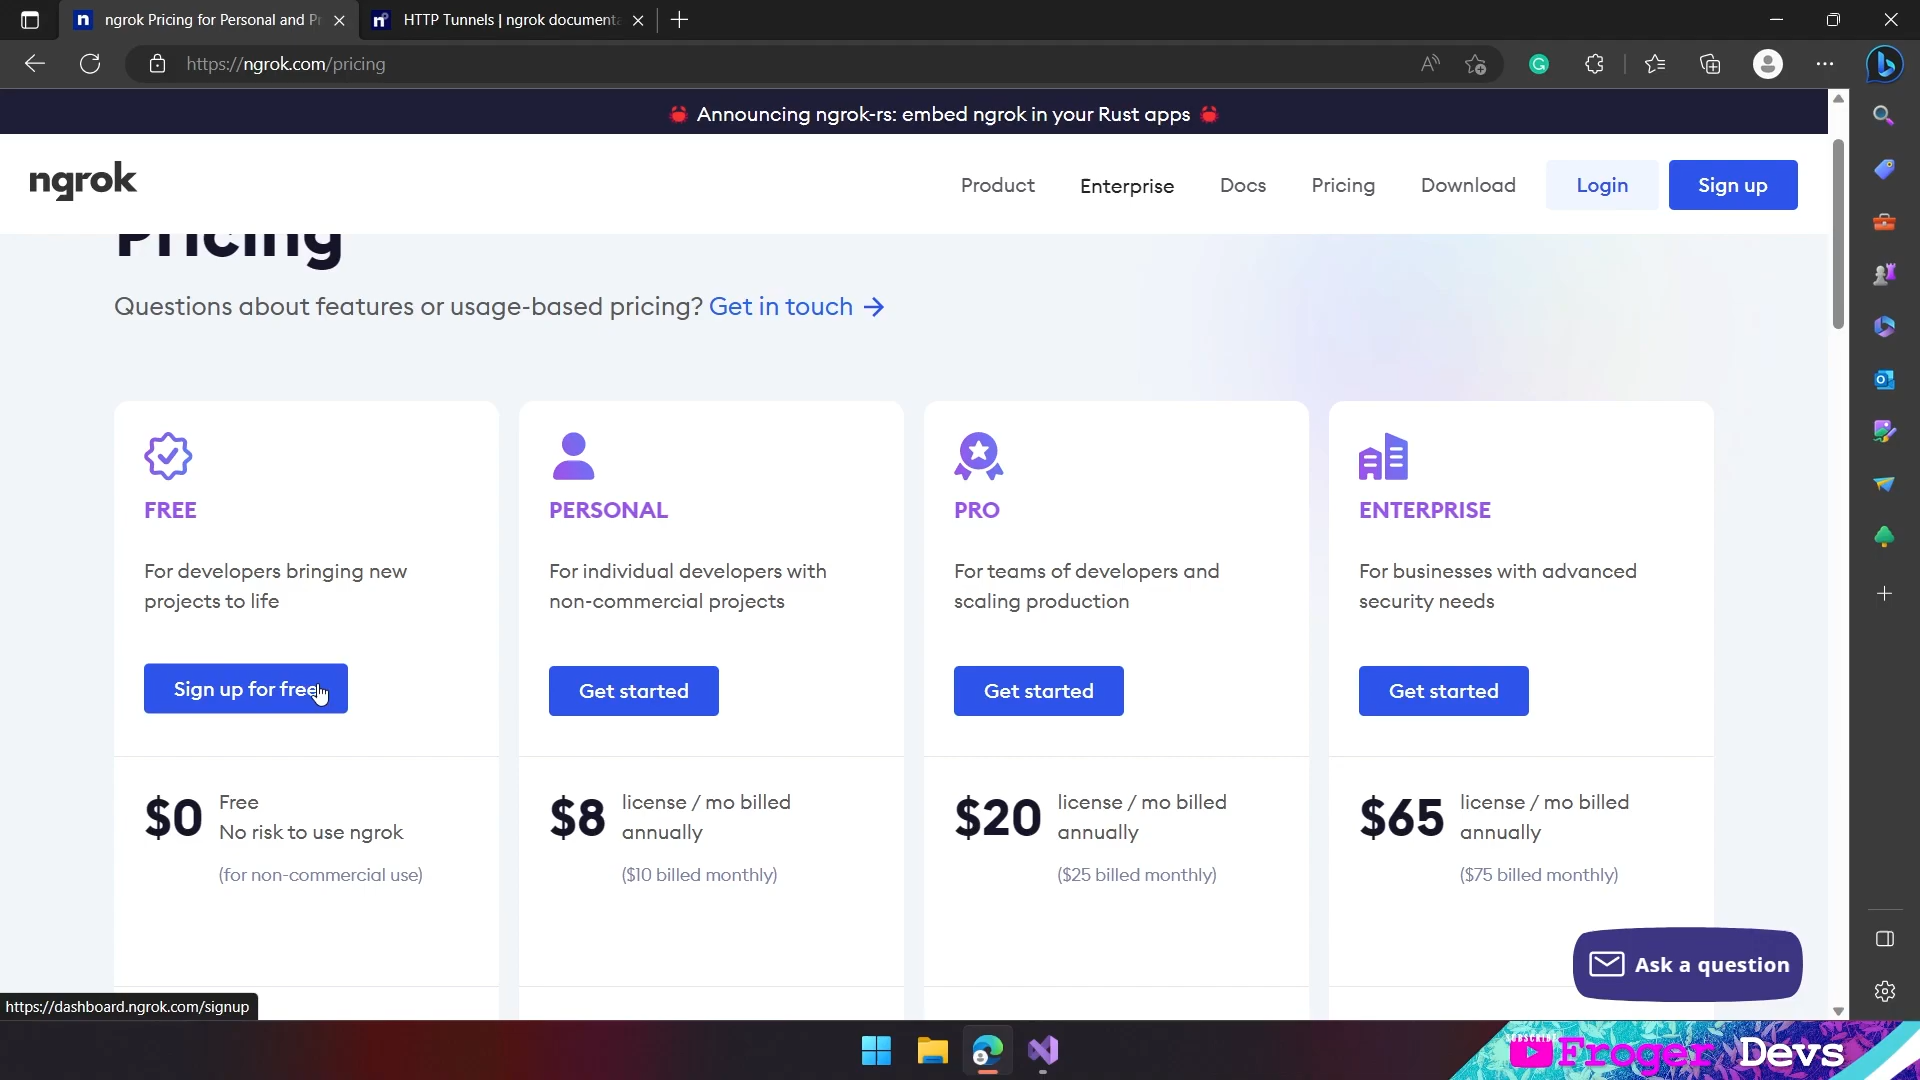 ngrok Pricing for Personal and Pr
HTTP Tunnels | ngrok documenta
https://ngrok.com/pricing
Announcing ngrok-rs: embed ngrok in your Rust apps
ngrok
Product
Enterprise
Docs
Pricing
Download
Login
Sign up
Pricing
Questions about features or usage-based pricing? Get in touch →
FREE
For developers bringing new
projects to life
Sign up for free
$0
Free
No risk to use ngrok
(for non-commercial use)
PERSONAL
For individual developers with
non-commercial projects
Get started
$8
license / mo billed
annually
($10 billed monthly)
PRO
For teams of developers and
scaling production
Get started
$20
license / mo billed
annually
($25 billed monthly)
ENTERPRISE
For businesses with advanced
security needs
Get started
$65
license / mo billed
annually
($75 billed monthly)
Ask a question
https://dashboard.ngrok.com/signup
SUBSCRIBE
Froger Devs